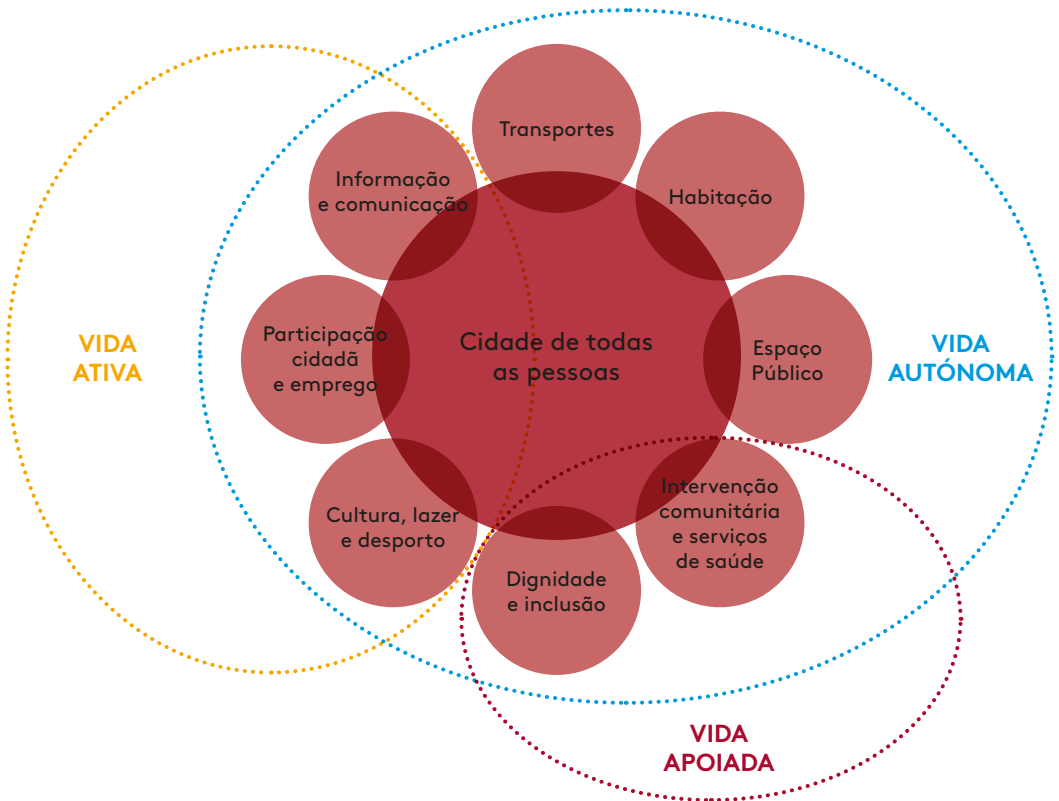 Transportes
Informação
e comunicação
Habitação
VIDA
ATIVA
Participação
cidadã
e emprego
Cidade de todas
as pessoas
Espaço
Público
VIDA
AUTÓNOMA
Cultura, lazer
e desporto
Intervenção
comunitária
e serviços
de saúde
Dignidade
e inclusão
VIDA
APOIADA